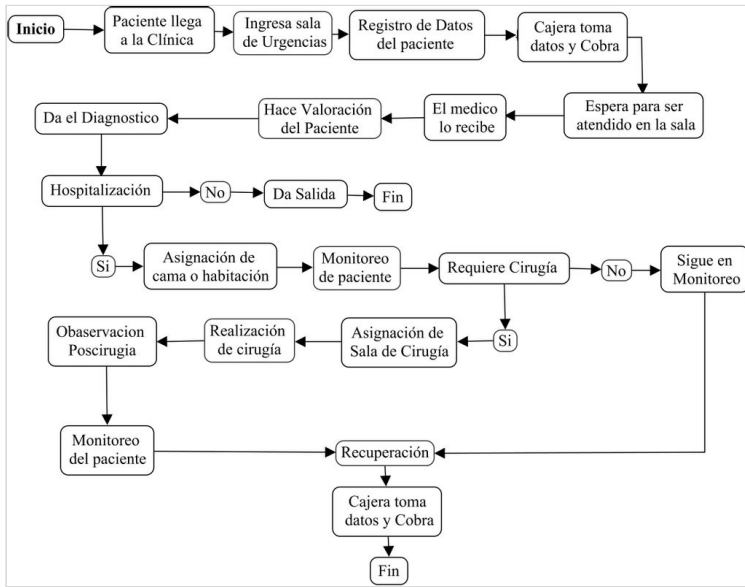 Inicio
Paciente llega
a la Clínica
Ingresa sala
de Urgencias
Registro de Datos
del paciente
Cajera toma
datos y Cobra
Espera para ser
atendido en la sala
El medico
lo recibe
Hace Valoración
del Paciente
Da el Diagnostico
Hospitalización
No
Da Salida
Fin
Si
Asignación de
cama o habitación
Monitoreo
de paciente
Requiere Cirugía
No
Sigue en
Monitoreo
Si
Asignación de
Sala de Cirugía
Realización
de cirugía
Obaservacion
Poscirugia
Monitoreo
del paciente
Recuperación
Cajera toma
datos y Cobra
Fin